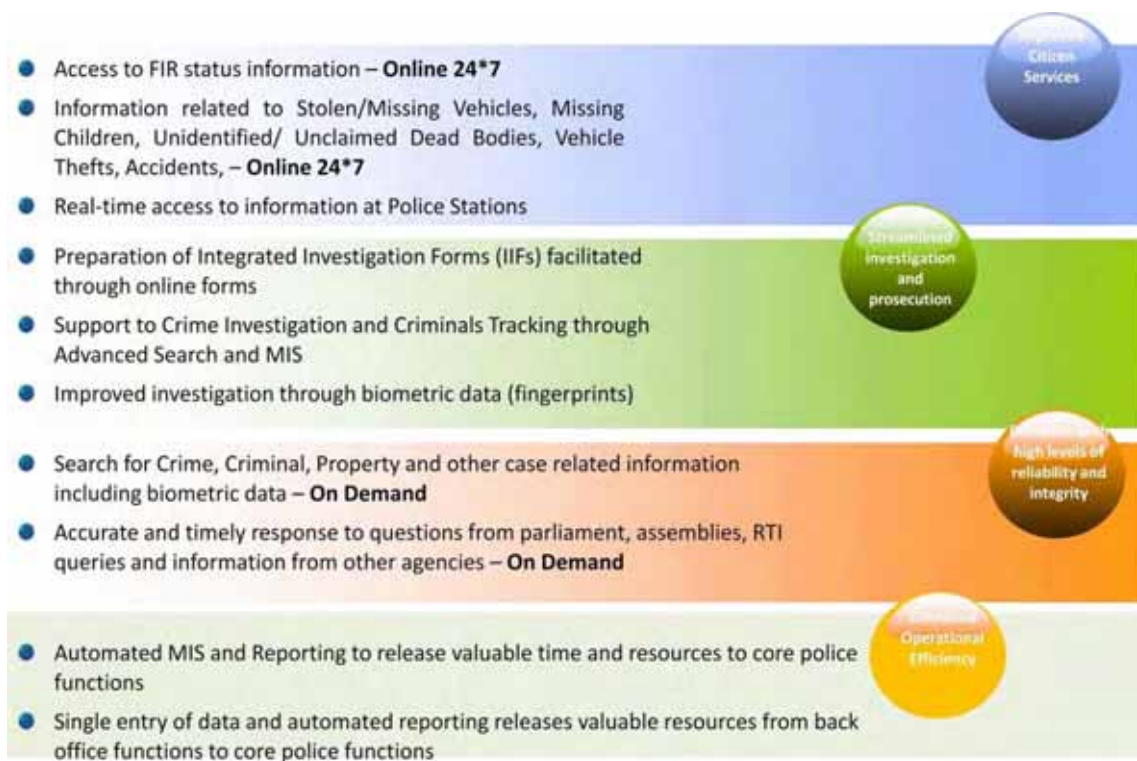 Access to FIR status information – Online 24*7
Information related to Stolen/Missing Vehicles, Missing
Children, Unidentified/ Unclaimed Dead Bodies, Vehicle
Thefts, Accidents, – Online 24*7
Real-time access to information at Police Stations
Citizen
Services
Preparation of Integrated Investigation Forms (IIFs) facilitated
through online forms
Support to Crime Investigation and Criminals Tracking through
Advanced Search and MIS
Improved investigation through biometric data (fingerprints)
Streamlined
investigation
and
prosecution
Search for Crime, Criminal, Property and other case related information
including biometric data – On Demand
Accurate and timely response to questions from parliament, assemblies, RTI
queries and information from other agencies – On Demand
high levels of
reliability and
integrity
Automated MIS and Reporting to release valuable time and resources to core police
functions
Single entry of data and automated reporting releases valuable resources from back
office functions to core police functions
Operational
Efficiency